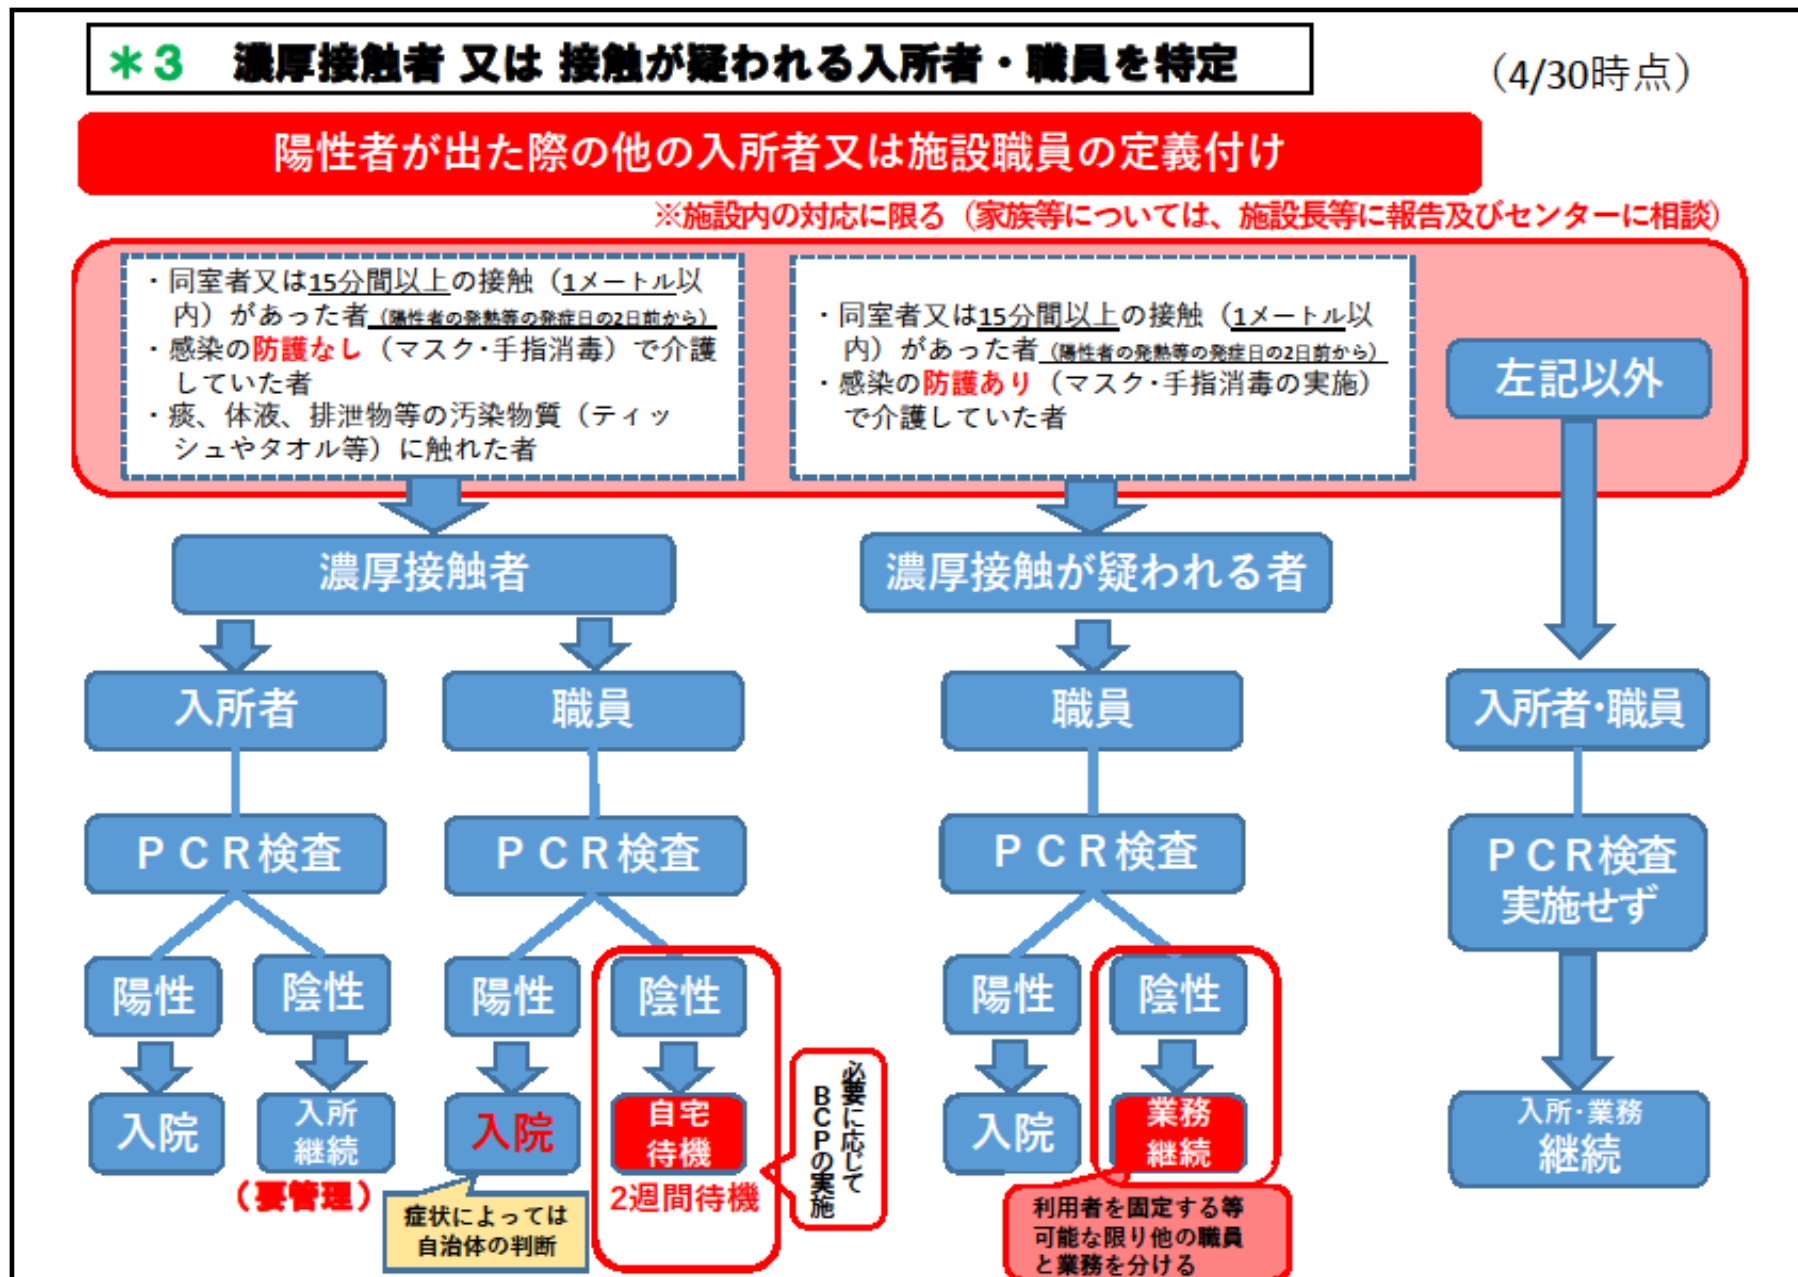 ＊3　濃厚接触者 又は 接触が疑われる入所者・職員を特定
（4/30時点）
陽性者が出た際の他の入所者又は施設職員の定義付け
※施設内の対応に限る（家族等については、施設長等に報告及びセンターに相談）
・同室者又は15分間以上の接触（1メートル以
内）があった者（陽性者の発熱等の発症日の2日前から）
・感染の防護なし（マスク・手指消毒）で介護
していた者
・痰、体液、排泄物等の汚染物質（ティッ
シュやタオル等）に触れた者
・同室者又は15分間以上の接触（1メートル以
内）があった者（陽性者の発熱等の発症日の2日前から）
・感染の防護あり（マスク・手指消毒の実施）
で介護していた者
左記以外
濃厚接触者
濃厚接触が疑われる者
入所者
職員
職員
入所者・職員
ＰＣＲ検査
ＰＣＲ検査
ＰＣＲ検査
ＰＣＲ検査
実施せず
陽性
陰性
陽性
陰性
陽性
陰性
入院
入所
継続
（要管理）
入院
症状によっては
自治体の判断
自宅
待機
2週間待機
必要に応じて
ＢＣＰの実施
入院
業務
継続
利用者を固定する等
可能な限り他の職員
と業務を分ける
入所・業務
継続